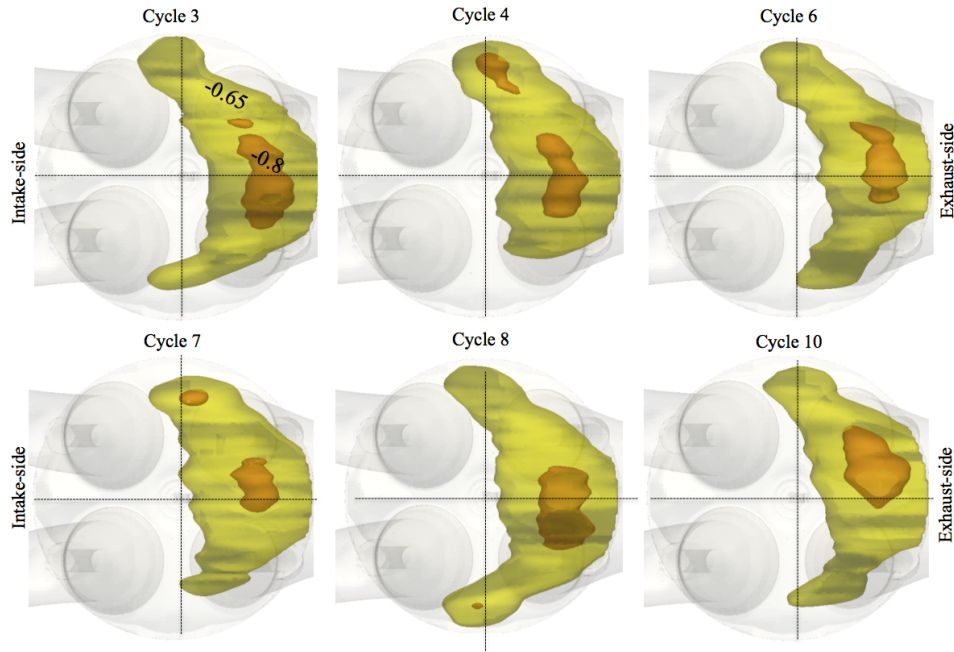 Cycle 3
Cycle 4
Cycle 6
Intake-side
-0.65
-0.8
Exhaust-side
Cycle 7
Cycle 8
Cycle 10
Intake-side
Exhaust-side